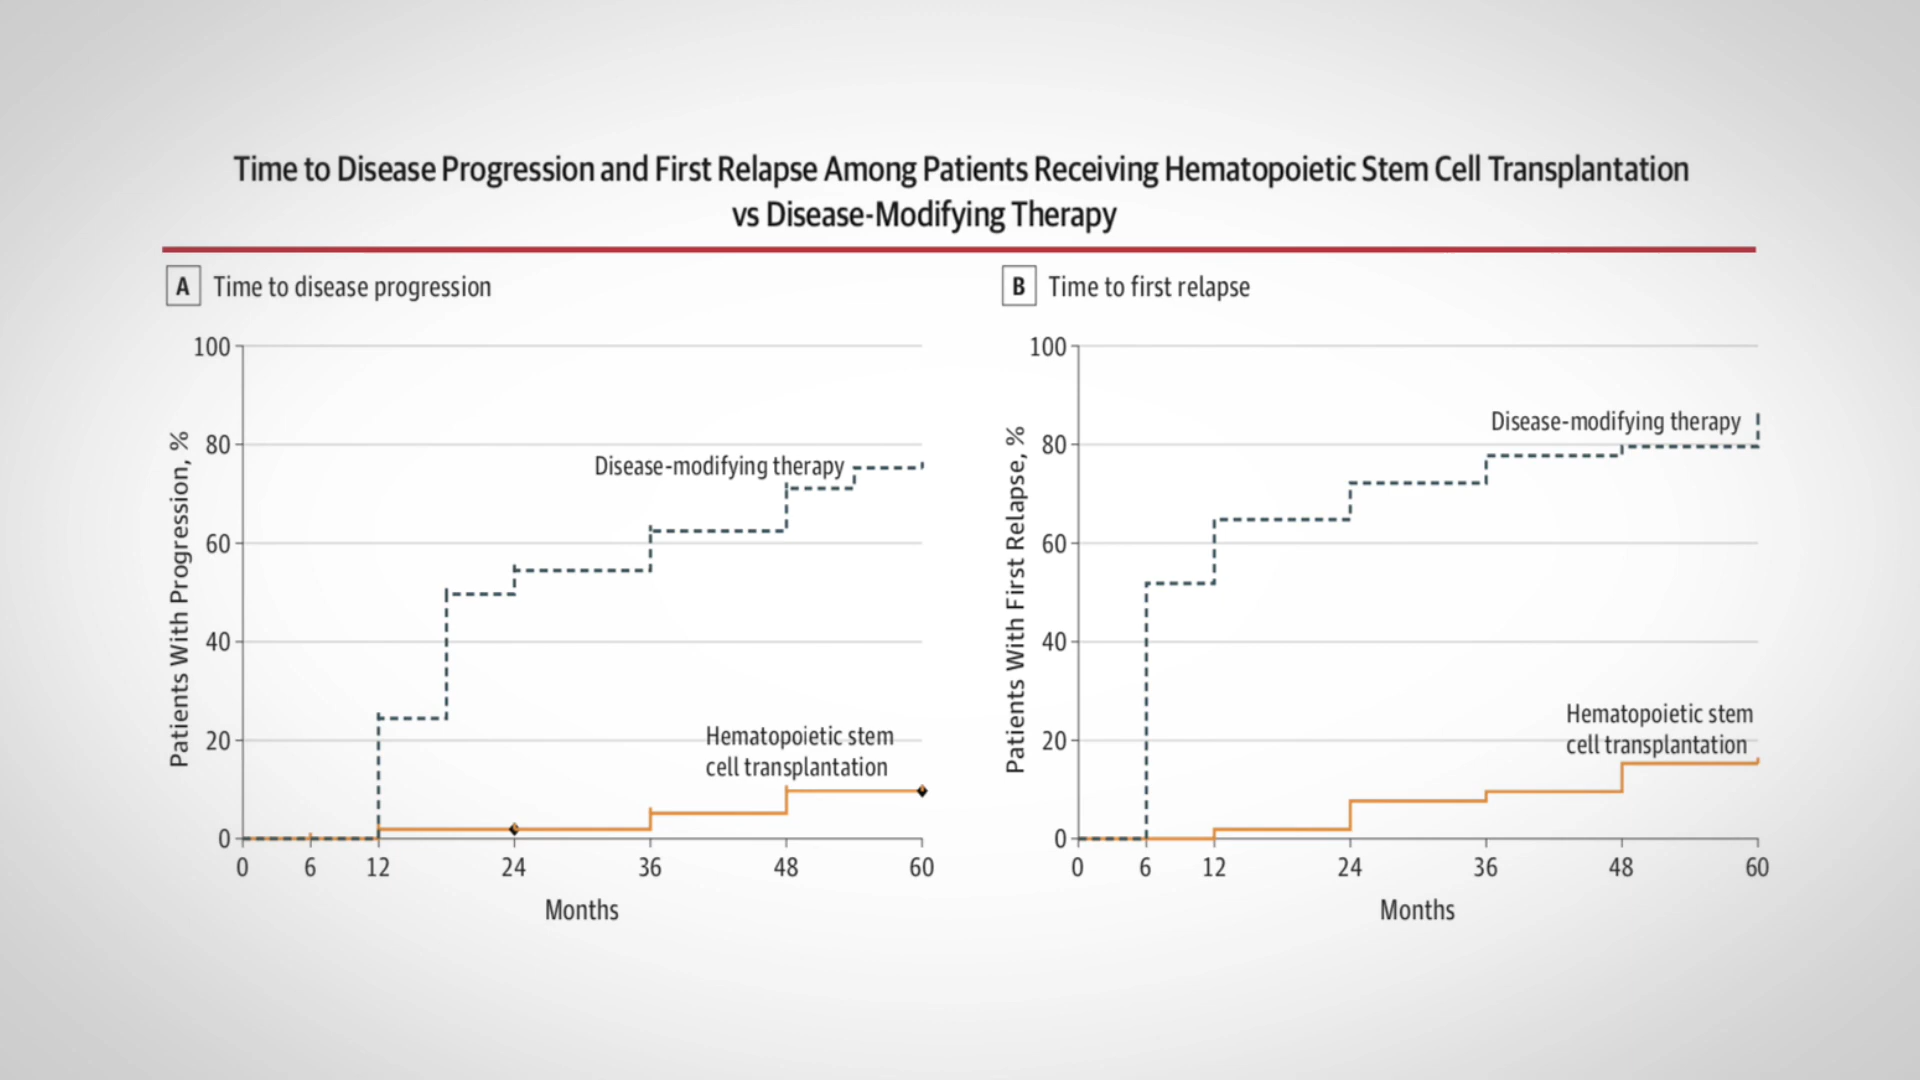 Time to Disease Progression and First Relapse Among Patients Receiving Hematopoietic Stem Cell Transplantation
vs Disease-Modifying Therapy
A Time to disease progression
Patients With Progression, %
100
80
60
40
20
0
Disease-modifying therapy
Hematopoietic stem
cell transplantation
0 6 12 24 36 48 60
Months
B Time to first relapse
Patients With First Relapse, %
100
80
60
40
20
0
Disease-modifying therapy
Hematopoietic stem
cell transplantation
0 6 12 24 36 48 60
Months